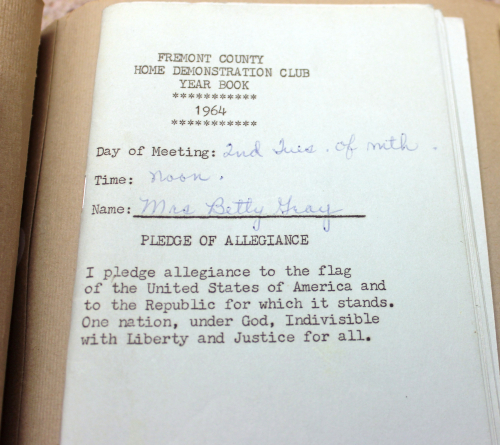 FREMONT COUNTY
HOME DEMONSTRATION CLUB
YEAR BOOK
***********
1964
***********
Day of Meeting: 2nd Tues. of mth.
Time: Noon.
Name: Mrs Betty Gray
PLEDGE OF ALLEGIANCE
I pledge allegiance to the flag
of the United States of America and
to the Republic for which it stands.
One nation, under God, Indivisible
with Liberty and Justice for all.